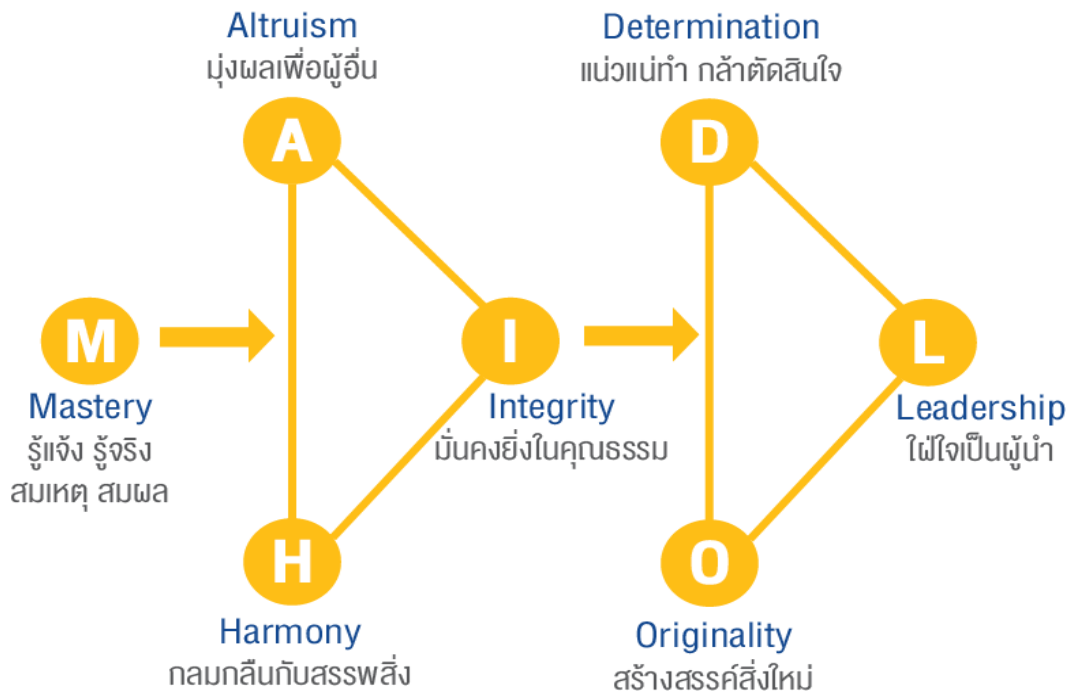 Altruism
มุ่งผลเพื่อผู้อื่น
A
Determination
แน่วแน่ทำ กล้าตัดสินใจ
D
M
Mastery
รู้แจ้ง รู้จริง
สมเหตุ สมผล
I
Integrity
มั่นคงยิ่งในคุณธรรม
L
Leadership
ใฝ่ใจเป็นผู้นำ
H
Harmony
กลมกลืนกับสรรพสิ่ง
O
Originality
สร้างสรรค์สิ่งใหม่